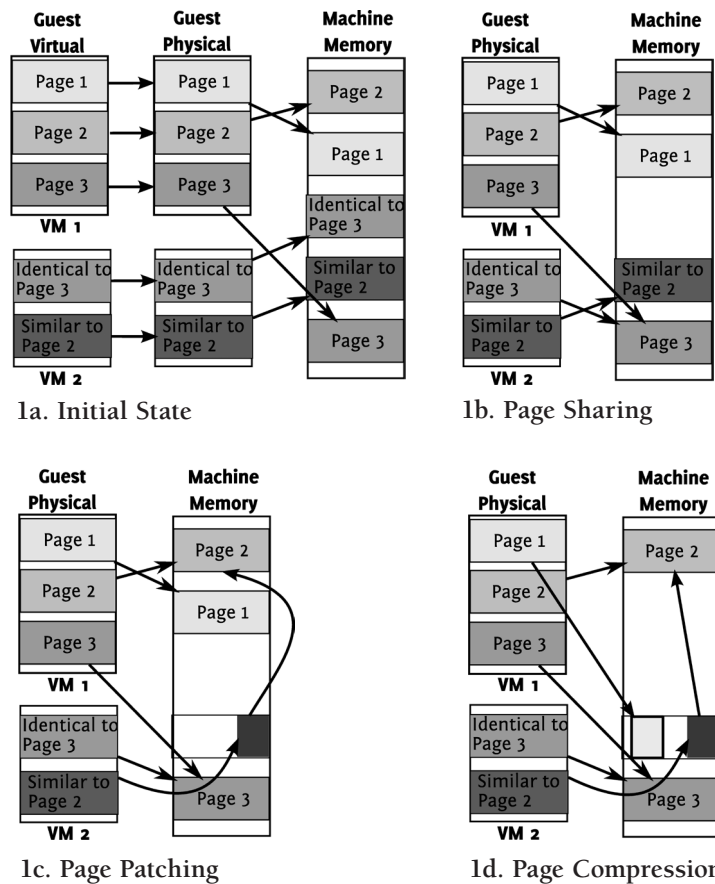 Guest
Virtual
Guest
Physical
Machine
Memory
Page 1
Page 2
Page 3
VM 1
Identical to
Page 3
Similar to
Page 2
VM 2
Page 1
Page 2
Page 3
Identical to
Page 3
Similar to
Page 2
Page 2
Page 1
Identical to
Page 3
Similar to
Page 2
Page 3
1a. Initial State
Guest
Physical
Machine
Memory
Page 1
Page 2
Page 3
VM 1
Identical to
Page 3
Similar to
Page 2
VM 2
Page 2
Page 1
Similar to
Page 2
Page 3
1b. Page Sharing
Guest
Physical
Machine
Memory
Page 1
Page 2
Page 3
VM 1
Identical to
Page 3
Similar to
Page 2
VM 2
Page 2
Page 1
Page 3
1c. Page Patching
Guest
Physical
Machine
Memory
Page 1
Page 2
Page 3
VM 1
Identical to
Page 3
Similar to
Page 2
VM 2
Page 2
Page 3
1d. Page Compression